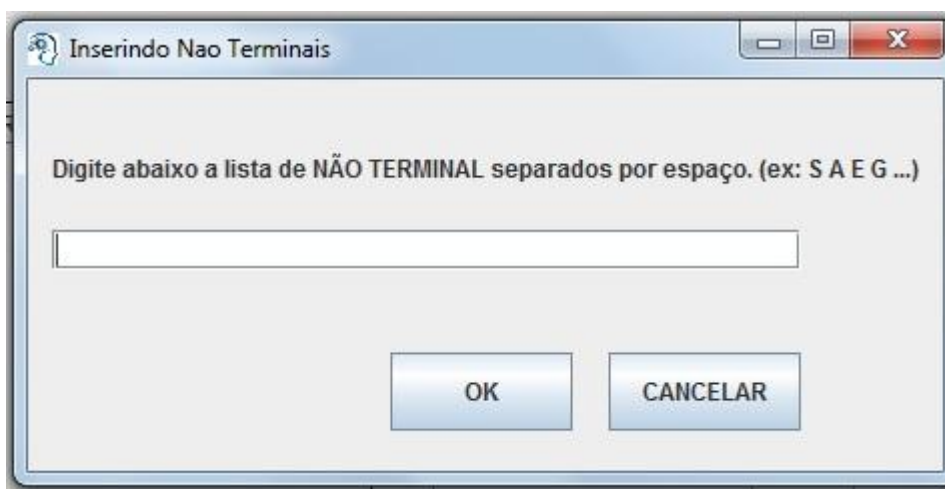 Inserindo Nao Terminais
Digite abaixo a lista de NÃO TERMINAL separados por espaço. (ex: S A E G ...)
OK
CANCELAR